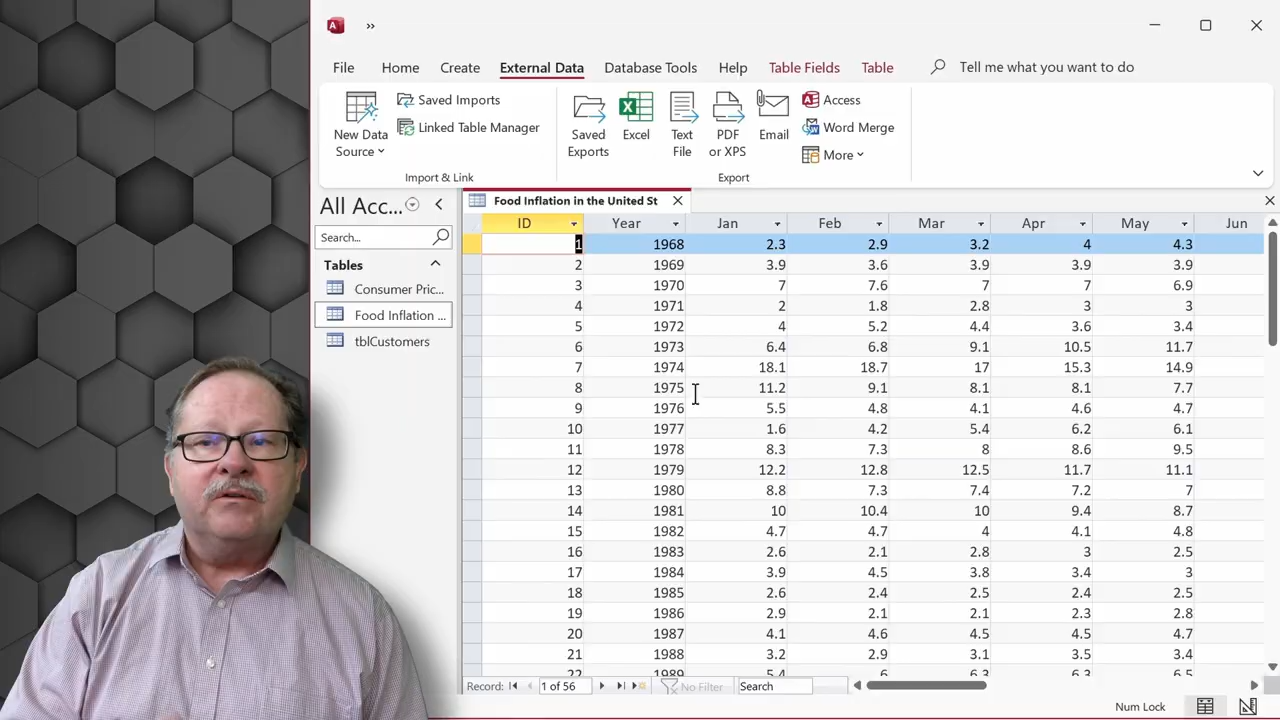 A »
File Home Create External Data Database Tools Help Table Fields Table Tell me what you want to do
New Data Source
Saved Imports
Linked Table Manager
Import & Link
Saved Exports
Excel
Text File
PDF or XPS
Email
Access
Word Merge
More
Export
All Acc...
Search...
Tables
Consumer Pric...
Food Inflation ...
tblCustomers
Food Inflation in the United St
ID Year Jan Feb Mar Apr May Jun
1 1968 2.3 2.9 3.2 4 4.3
2 1969 3.9 3.6 3.9 3.9 3.9
3 1970 7 7.6 7 7 6.9
4 1971 2 1.8 2.8 3 3
5 1972 4 5.2 4.4 3.6 3.4
6 1973 6.4 6.8 9.1 10.5 11.7
7 1974 18.1 18.7 17 15.3 14.9
8 1975 11.2 9.1 8.1 8.1 7.7
9 1976 5.5 4.8 4.1 4.6 4.7
10 1977 1.6 4.2 5.4 6.2 6.1
11 1978 8.3 7.3 8 8.6 9.5
12 1979 12.2 12.8 12.5 11.7 11.1
13 1980 8.8 7.3 7.4 7.2 7
14 1981 10 10.4 10 9.4 8.7
15 1982 4.7 4.7 4 4.1 4.8
16 1983 2.6 2.1 2.8 3 2.5
17 1984 3.9 4.5 3.8 3.4 3
18 1985 2.6 2.4 2.5 2.4 2.5
19 1986 2.9 2.1 2.1 2.3 2.8
20 1987 4.1 4.6 4.5 4.5 4.7
21 1988 3.2 2.9 3.1 3.5 3.4
22 1989 5.4 6 6.3 6.3 6.5
Record: 1 of 56 No Filter Search
Num Lock